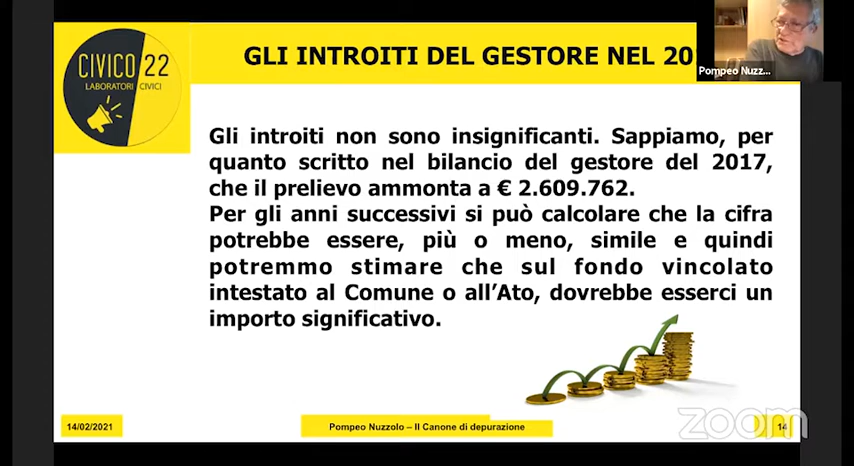 GLI INTROITI DEL GESTORE NEL 20
Pompeo Nuzz...
CIVICO 22
LABORATORI CIVICI
Gli introiti non sono insignificanti. Sappiamo, per
quanto scritto nel bilancio del gestore del 2017,
che il prelievo ammonta a € 2.609.762.
Per gli anni successivi si può calcolare che la cifra
potrebbe essere, più o meno, simile e quindi
potremmo stimare che sul fondo vincolato
intestato al Comune o all’Ato, dovrebbe esserci un
importo significativo.
14/02/2021
Pompeo Nuzzolo – Il Canone di depurazione
14
zoom